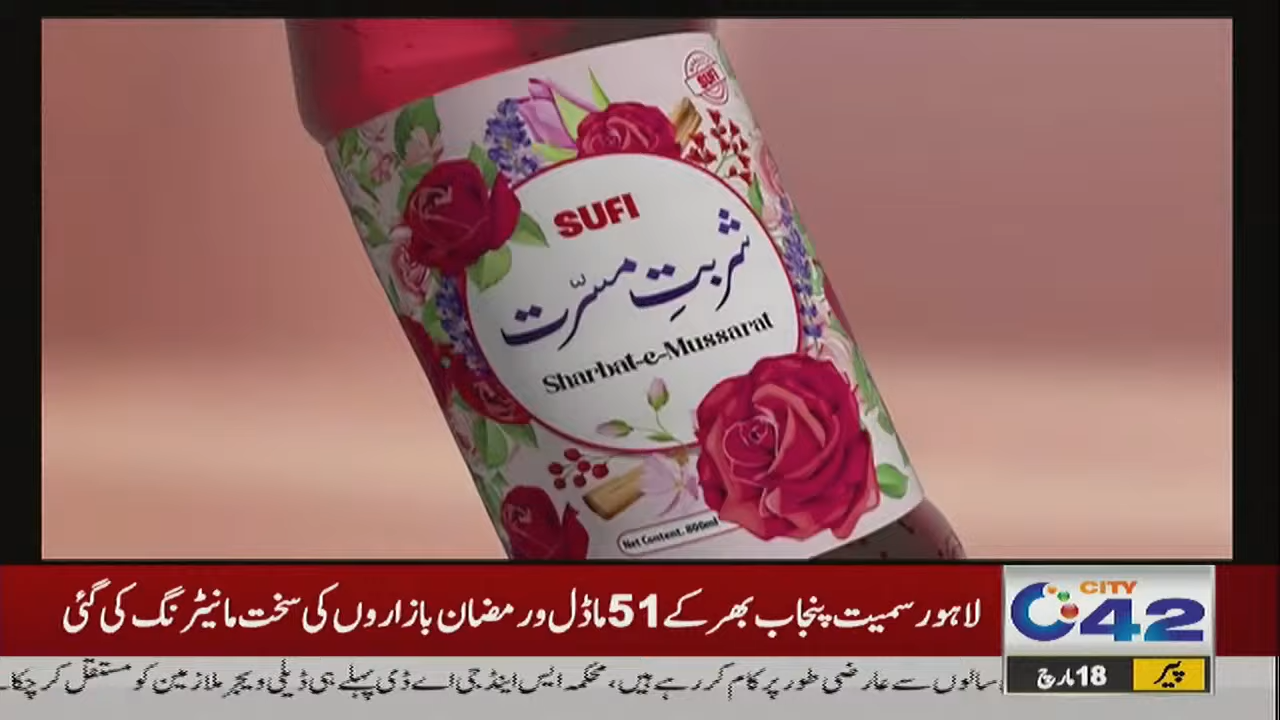 SUFI
SUFI
شربتِ مسرّت
Sharbat-e-Mussarat
Net Content. 800ml
لاہور سمیت پنجاب بھر کے 51 ماڈل و رمضان بازاروں کی سخت مانیٹرنگ کی گئی
CITY
42
سالوں سے عارضی طور پر کام کر رہے ہیں، محکمہ ایس اینڈ جی اے ڈی پہلے ہی ڈیلی ویجر ملازمین کو مستقل کر چکا۔
پیر
18 مارچ